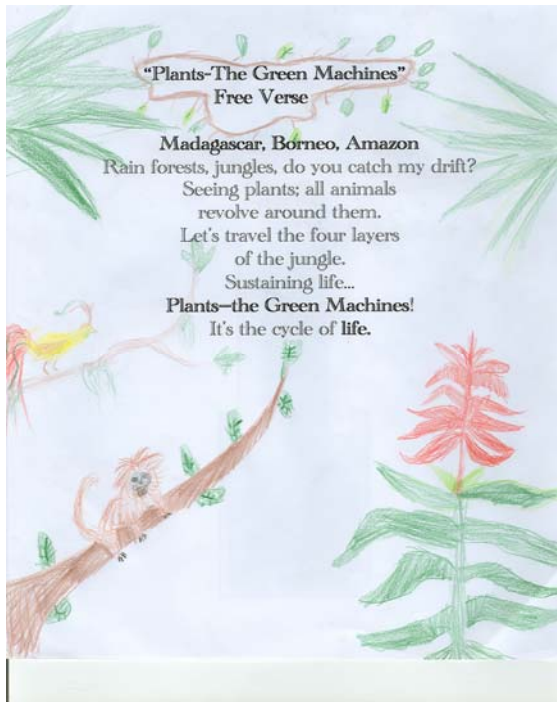 “Plants-The Green Machines”
Free Verse
Madagascar, Borneo, Amazon
Rain forests, jungles, do you catch my drift?
Seeing plants; all animals
revolve around them.
Let's travel the four layers
of the jungle.
Sustaining life...
Plants—the Green Machines!
It's the cycle of life.